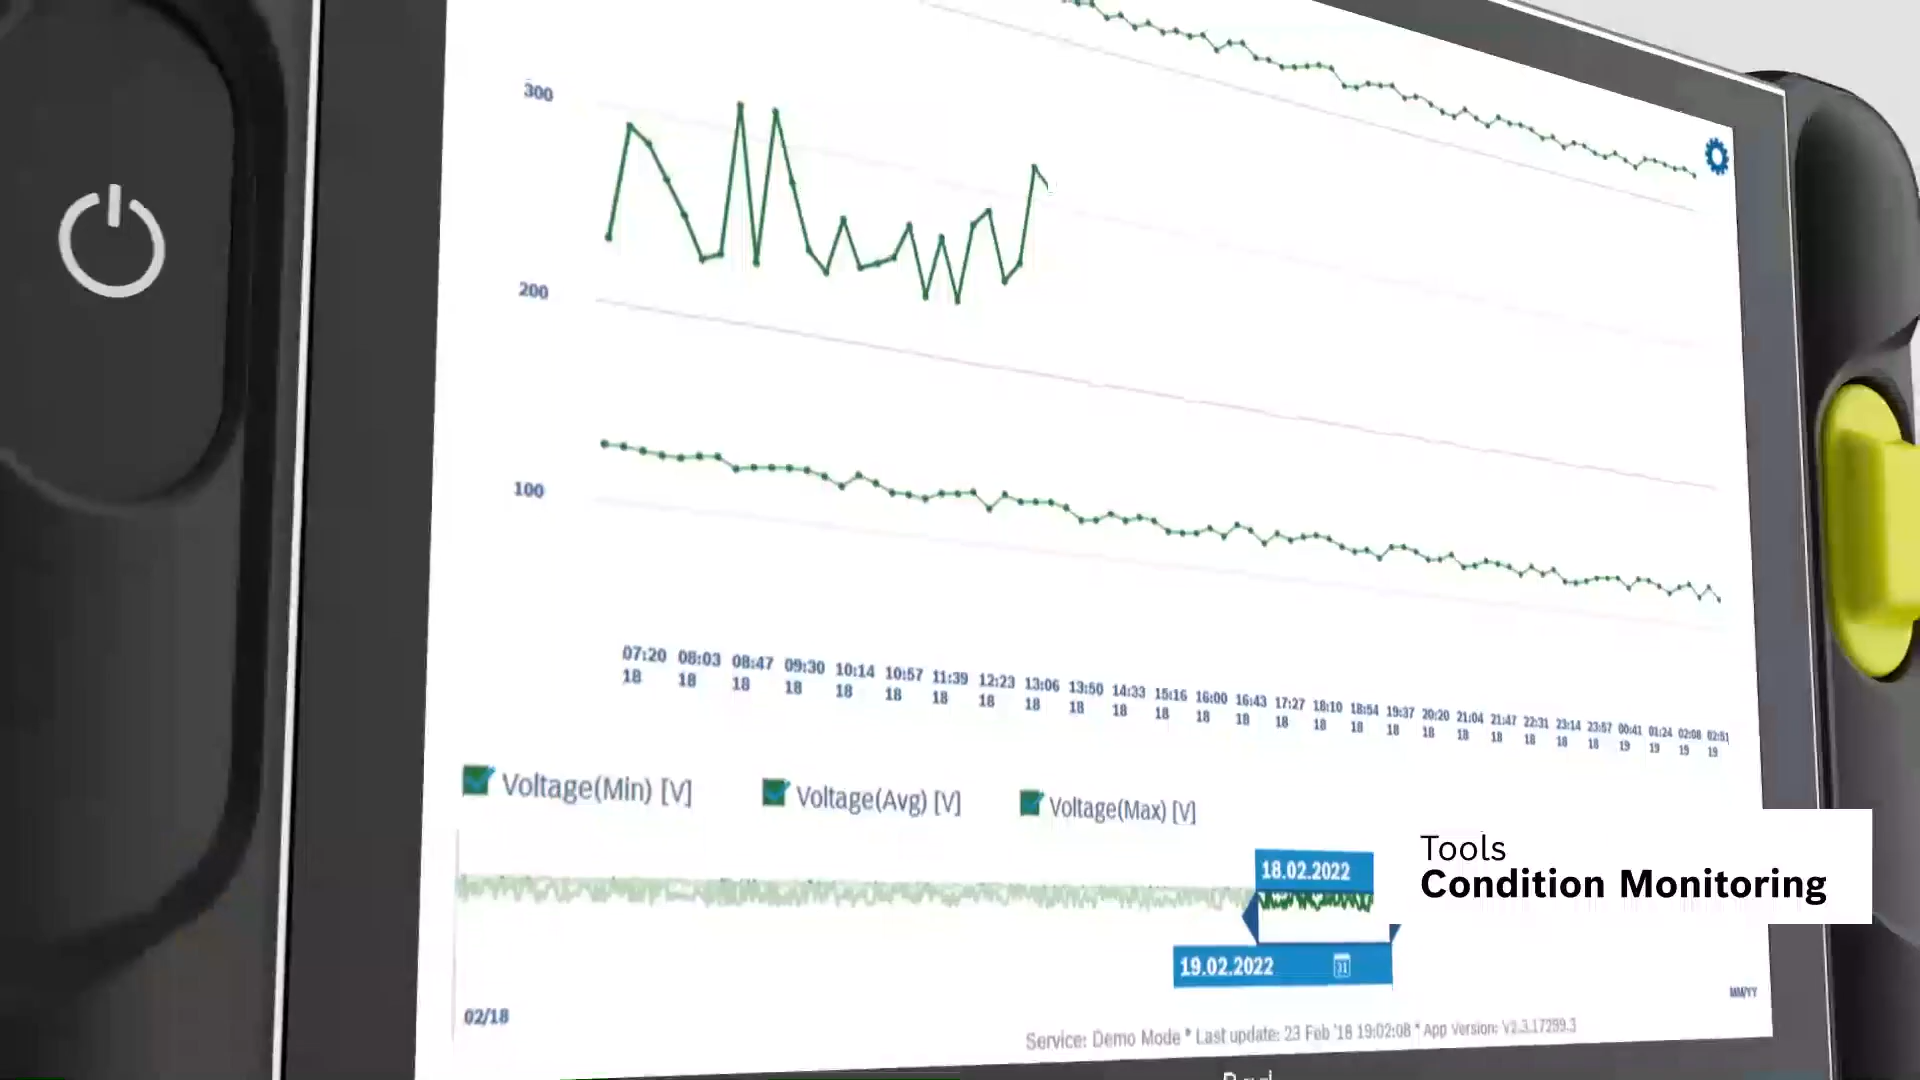 300
200
100
07:20 08:03 08:47 09:30 10:14 10:57 11:39 12:23 13:06 13:50 14:33 15:16 16:00 16:43 17:27 18:10 18:54 19:37 20:20 21:04 21:47 22:31 23:14 23:57 00:41 01:24 02:08 02:51
18 18 18 18 18 18 18 18 18 18 18 18 18 18 18 18 18 18 18 18 18 18 18 18 19 19 19 19
Voltage(Min) [V] Voltage(Avg) [V] Voltage(Max) [V]
18.02.2022
Tools
Condition Monitoring
19.02.2022 31
MM/YY
02/18
Service: Demo Mode * Last update: 23 Feb '18 19:02:08 * App Version: V2.3.17299.3